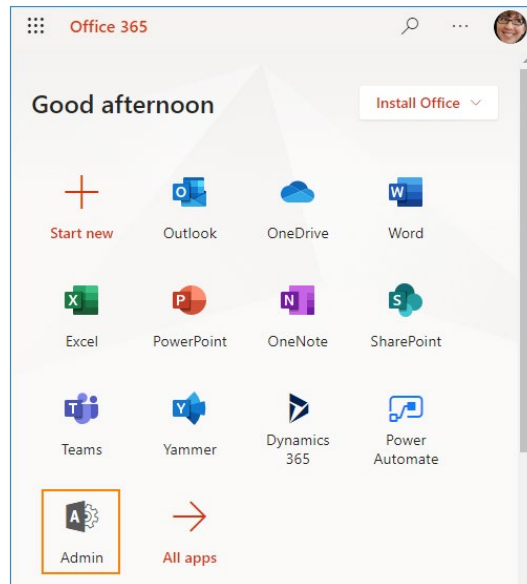 Office 365
Good afternoon
Install Office
Start new
Outlook
OneDrive
Word
Excel
PowerPoint
OneNote
SharePoint
Teams
Yammer
Dynamics
365
Power
Automate
Admin
All apps